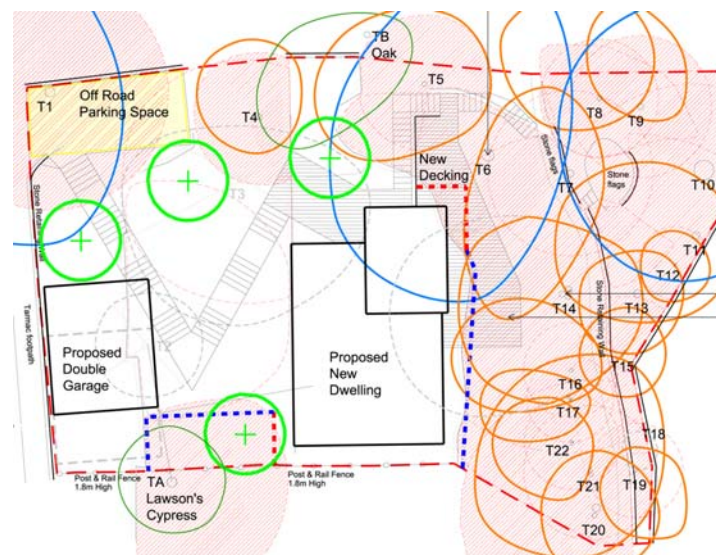 TB
Oak
T1
Off Road
Parking Space
T4
T5
T8
T9
New
Decking
T6
Stone flags
T7
Stone
flags
T10
T3
Stone Retaining Wall
T11
T12
Tarmac footpath
T14
T13
Stone Retaining Wall
Proposed
Double
Garage
T2
Proposed
New
Dwelling
T15
T16
T17
T18
T22
Post & Rail Fence
1.8m High
TA
Lawson's
Cypress
Post & Rail Fence
1.8m High
T21
T19
T20